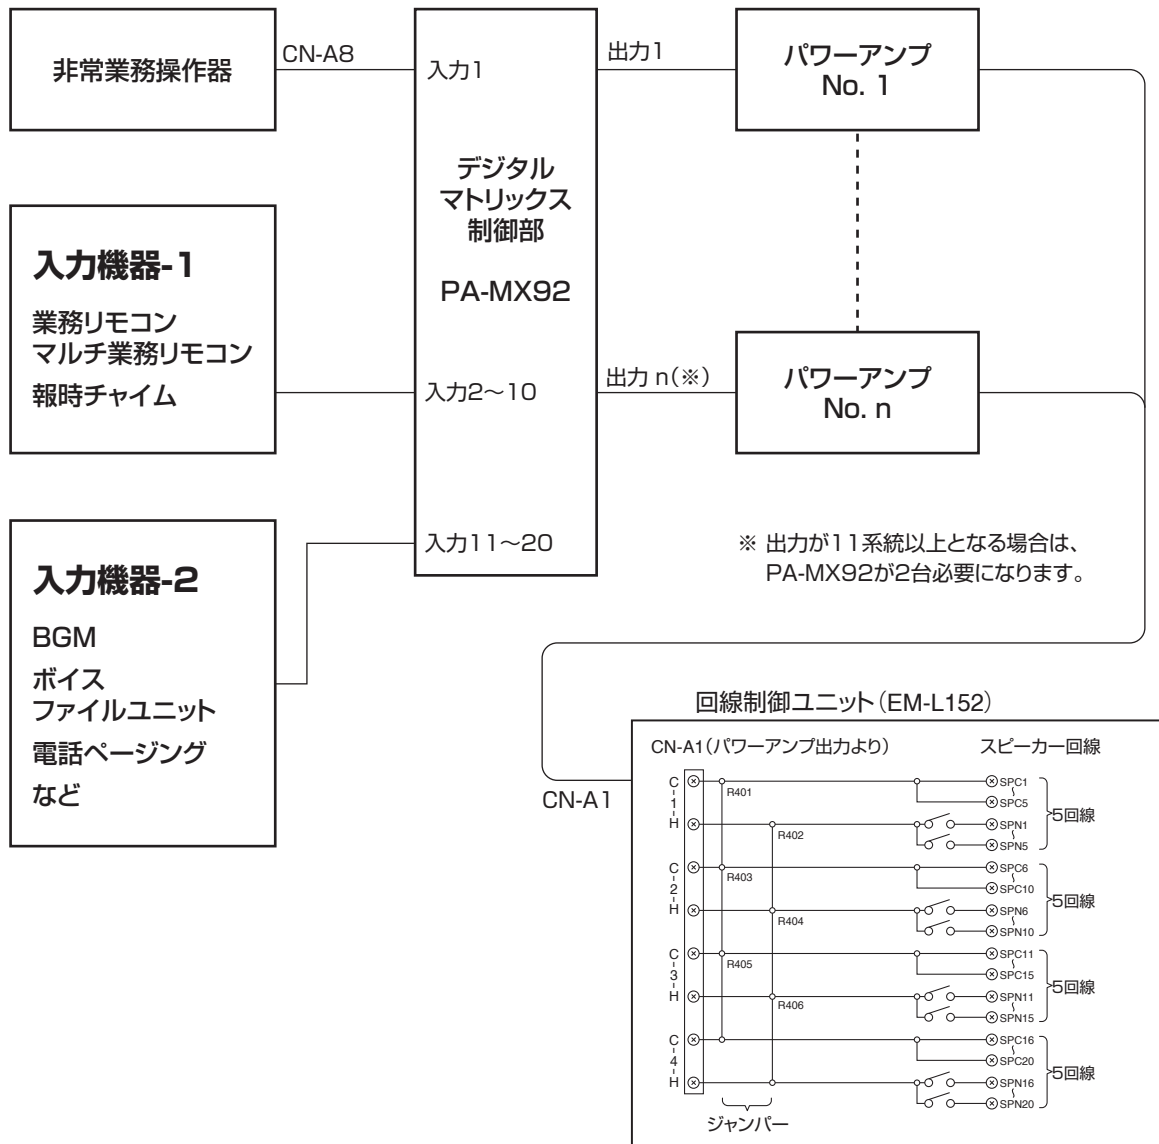 非常業務操作器
CN-A8
入力1
出力1
パワーアンプ
No. 1
デジタル
マトリックス
制御部
PA-MX92
入力機器-1
業務リモコン
マルチ業務リモコン
報時チャイム
入力2～10
出力 n(※)
パワーアンプ
No. n
入力11～20
※ 出力が11系統以上となる場合は、
PA-MX92が2台必要になります。
入力機器-2
BGM
ボイス
ファイルユニット
電話ページング
など
回線制御ユニット(EM-L152)
CN-A1
CN-A1(パワーアンプ出力より)
スピーカー回線
C-1-H
R401
R402
SPC1
～
SPC5
SPN1
～
SPN5
5回線
C-2-H
R403
R404
SPC6
～
SPC10
SPN6
～
SPN10
5回線
C-3-H
R405
R406
SPC11
～
SPC15
SPN11
～
SPN15
5回線
C-4-H
SPC16
～
SPC20
SPN16
～
SPN20
5回線
ジャンパー